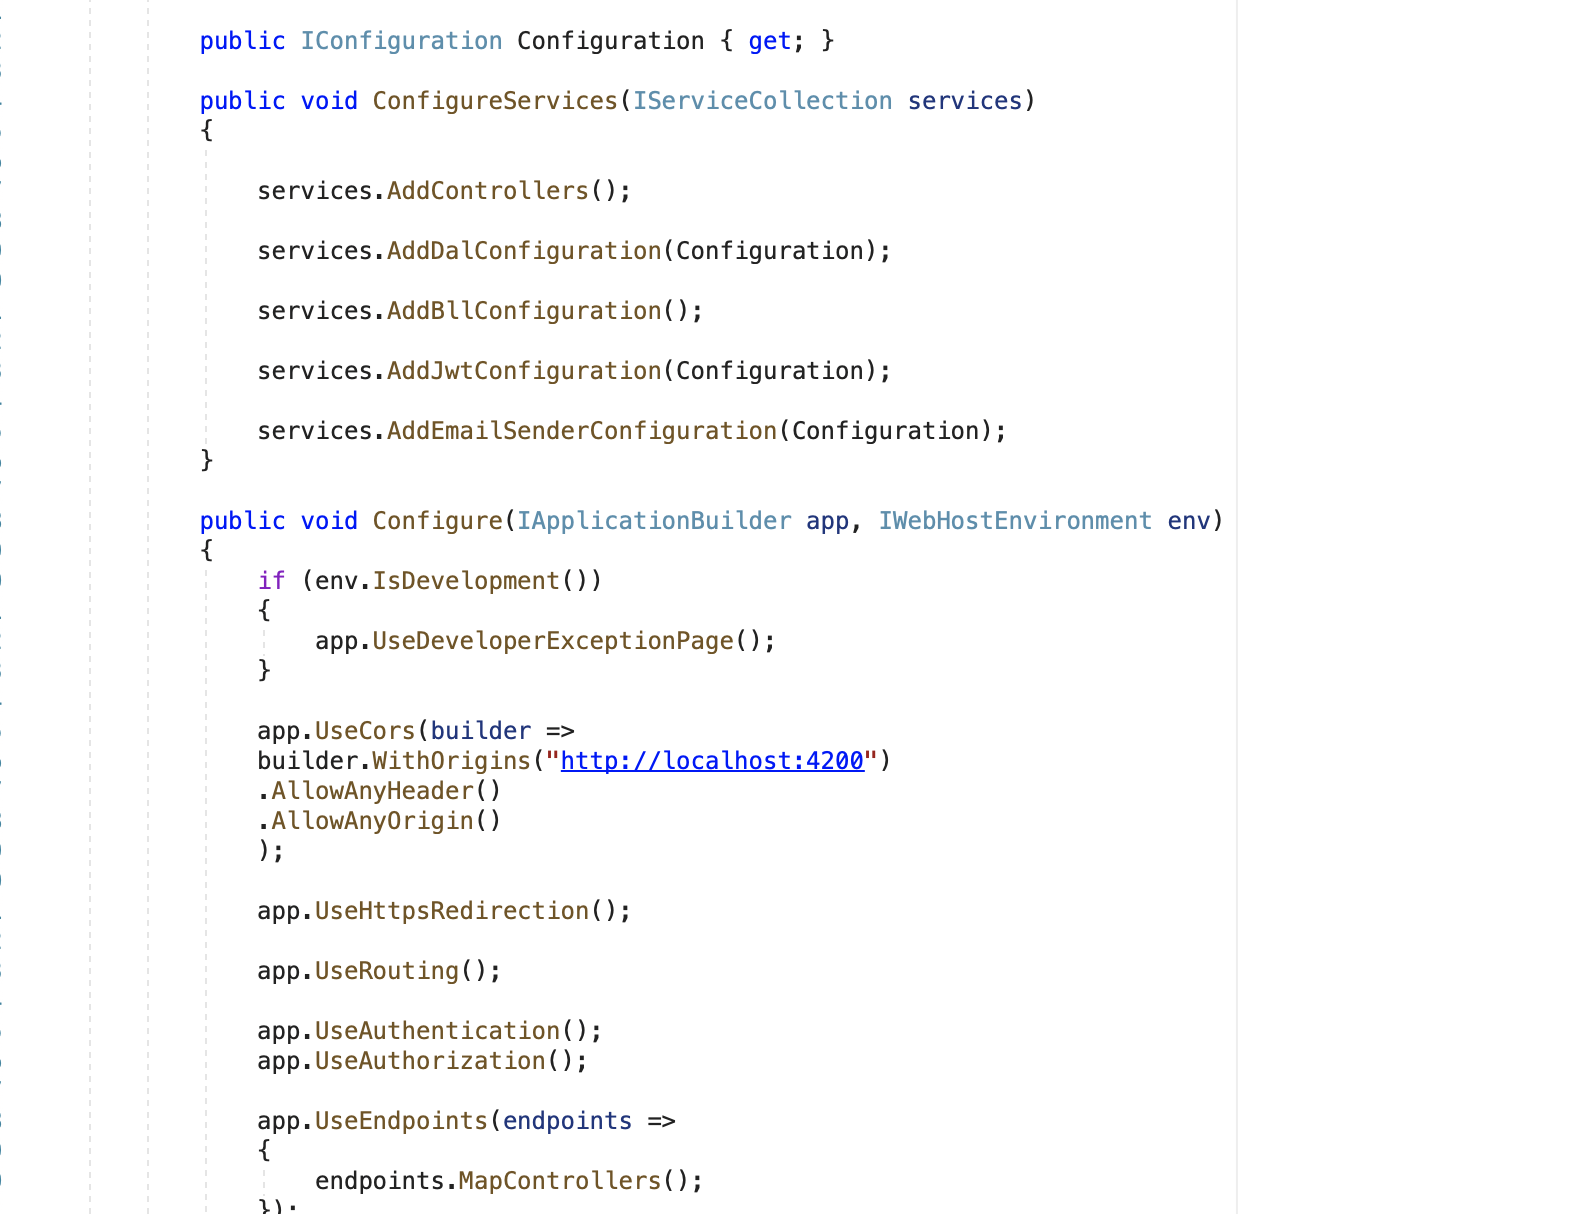 public IConfiguration Configuration { get; }
public void ConfigureServices(IServiceCollection services)
{
services.AddControllers();
services.AddDalConfiguration(Configuration);
services.AddBllConfiguration();
services.AddJwtConfiguration(Configuration);
services.AddEmailSenderConfiguration(Configuration);
}
public void Configure(IApplicationBuilder app, IWebHostEnvironment env)
{
if (env.IsDevelopment())
{
app.UseDeveloperExceptionPage();
}
app.UseCors(builder =>
builder.WithOrigins("http://localhost:4200")
.AllowAnyHeader()
.AllowAnyOrigin()
);
app.UseHttpsRedirection();
app.UseRouting();
app.UseAuthentication();
app.UseAuthorization();
app.UseEndpoints(endpoints =>
{
endpoints.MapControllers();
});